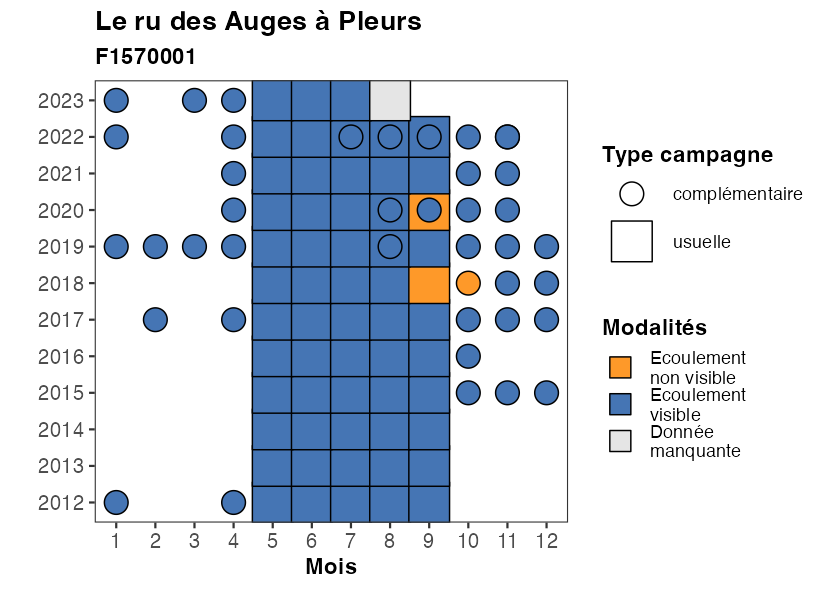 Le ru des Auges à Pleurs
F1570001
2023
2022
2021
2020
2019
2018
2017
2016
2015
2014
2013
2012
1 2 3 4 5 6 7 8 9 10 11 12
Mois
Type campagne
complémentaire
usuelle
Modalités
Ecoulement
non visible
Ecoulement
visible
Donnée
manquante